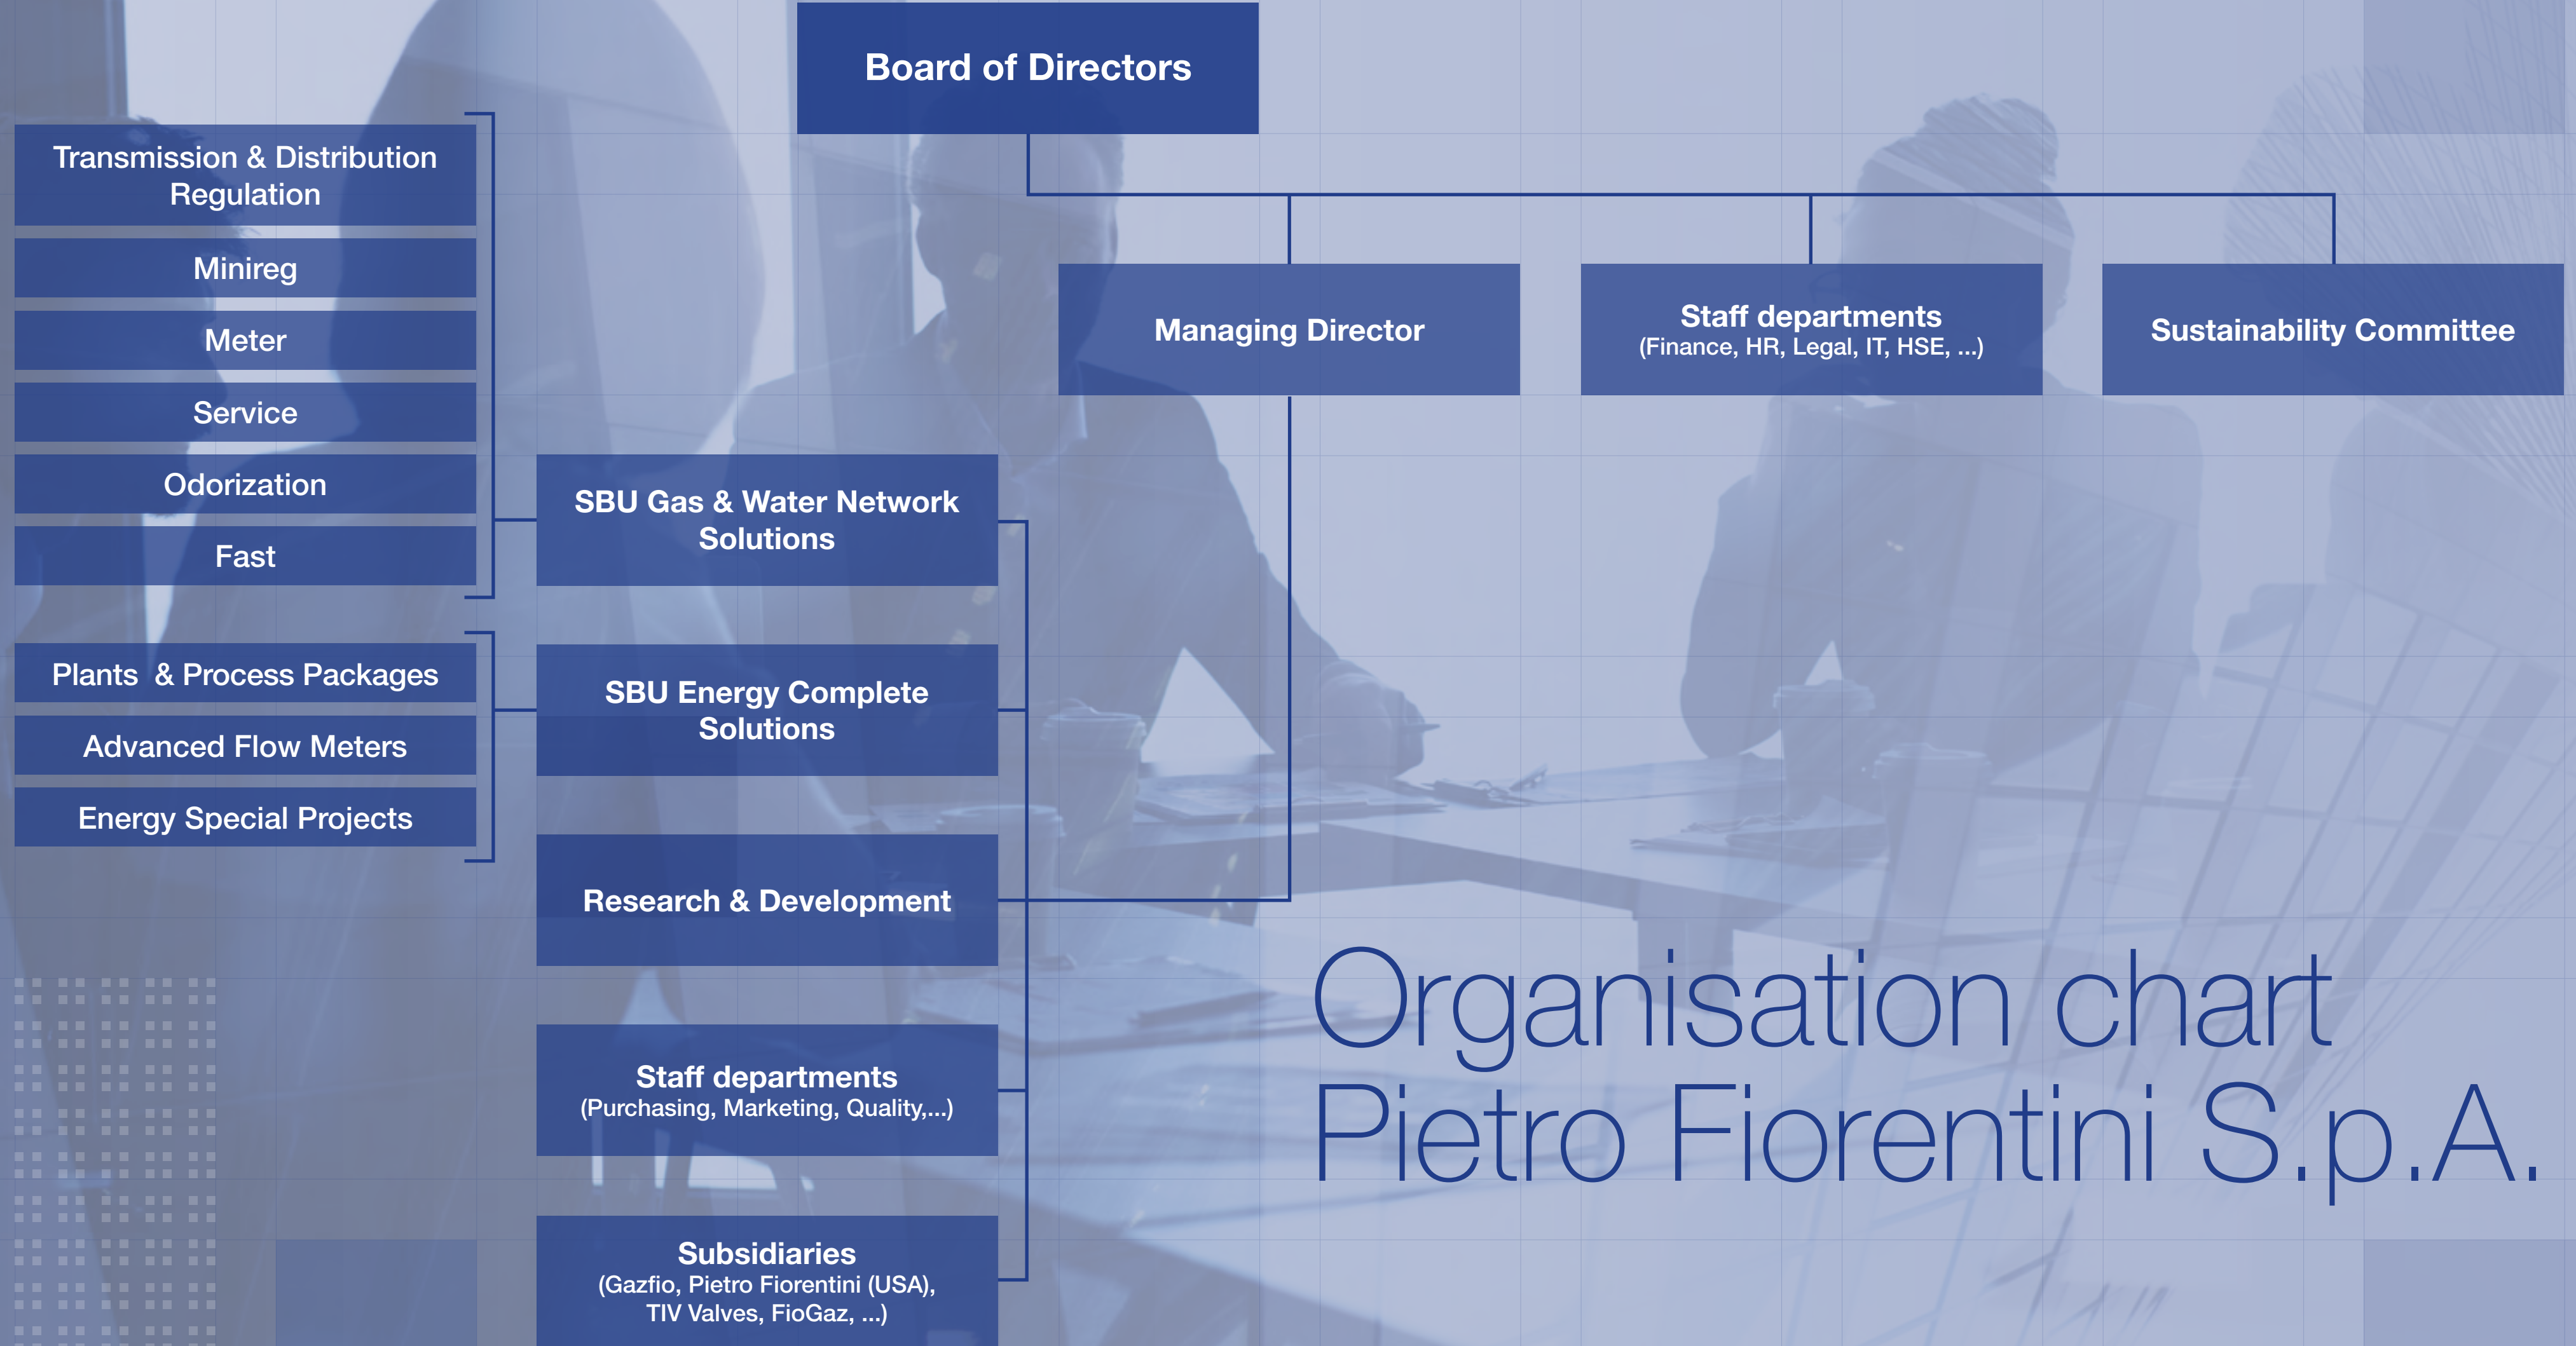 Board of Directors
Transmission & Distribution
Regulation
Minireg
Meter
Service
Odorization
Fast
Managing Director
Staff departments
(Finance, HR, Legal, IT, HSE, ...)
Sustainability Committee
SBU Gas & Water Network
Solutions
Plants & Process Packages
Advanced Flow Meters
Energy Special Projects
SBU Energy Complete
Solutions
Research & Development
Staff departments
(Purchasing, Marketing, Quality,...)
Subsidiaries
(Gazfio, Pietro Fiorentini (USA),
TIV Valves, FioGaz, ...)
Organisation chart
Pietro Fiorentini S.p.A.